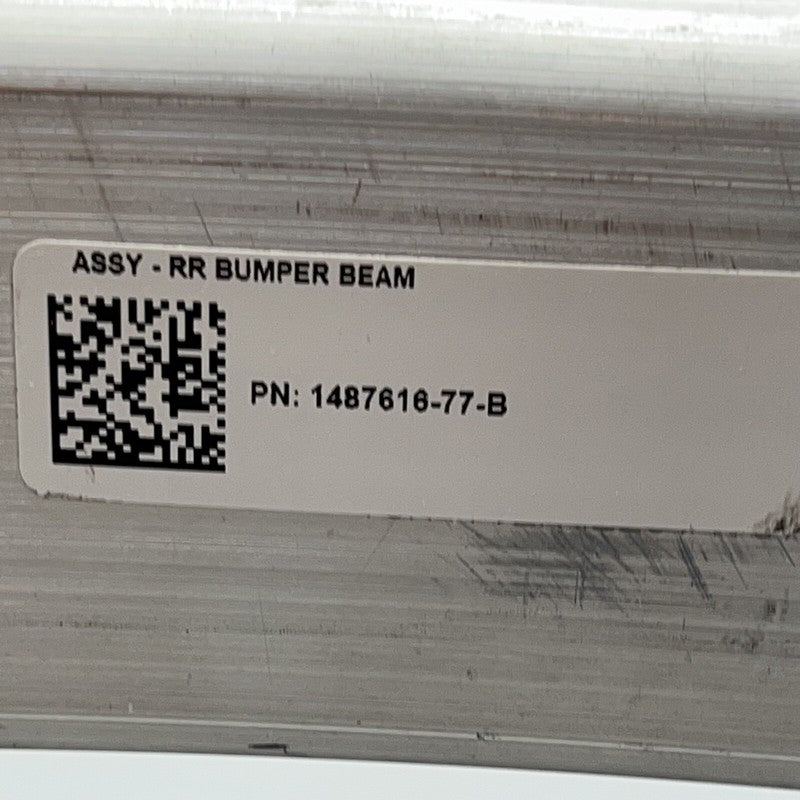 ASSY - RR BUMPER BEAM
PN: 1487616-77-B